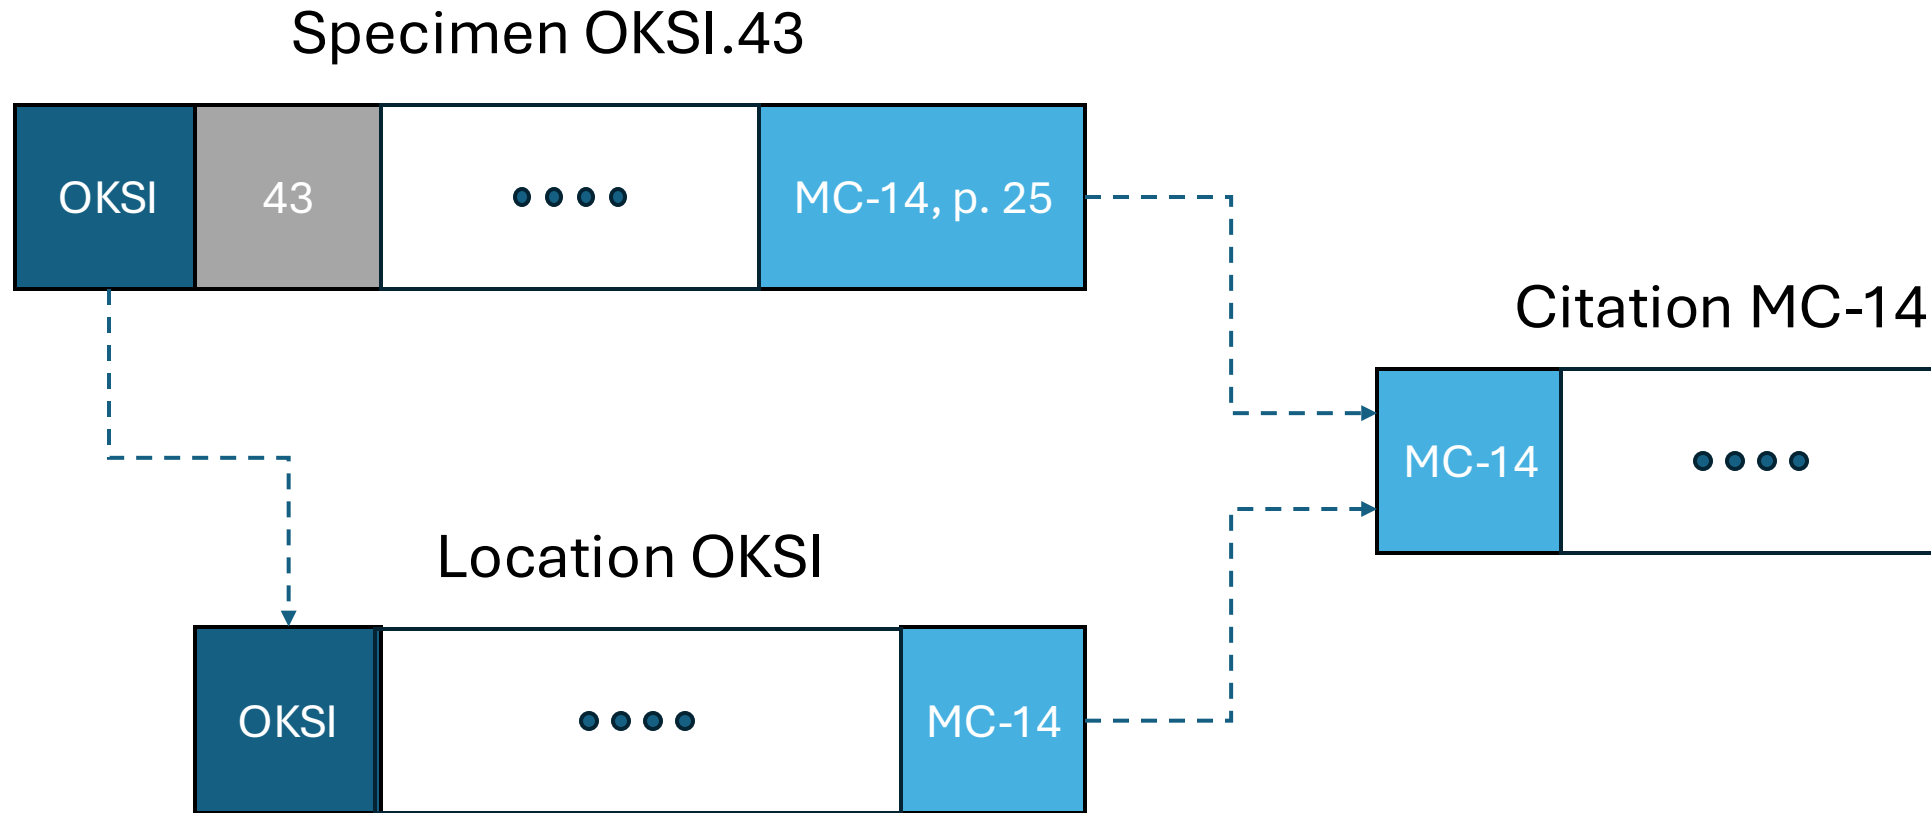 Specimen OKSI.43
OKSI
43
MC-14, p. 25
Citation MC-14
MC-14
Location OKSI
OKSI
MC-14